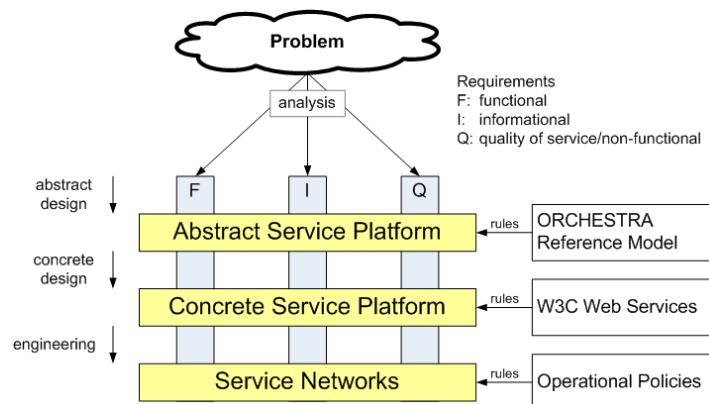 Problem
analysis
Requirements
F: functional
I: informational
Q: quality of service/non-functional
F
I
Q
abstract
design
Abstract Service Platform
rules
ORCHESTRA
Reference Model
concrete
design
Concrete Service Platform
rules
W3C Web Services
engineering
Service Networks
rules
Operational Policies